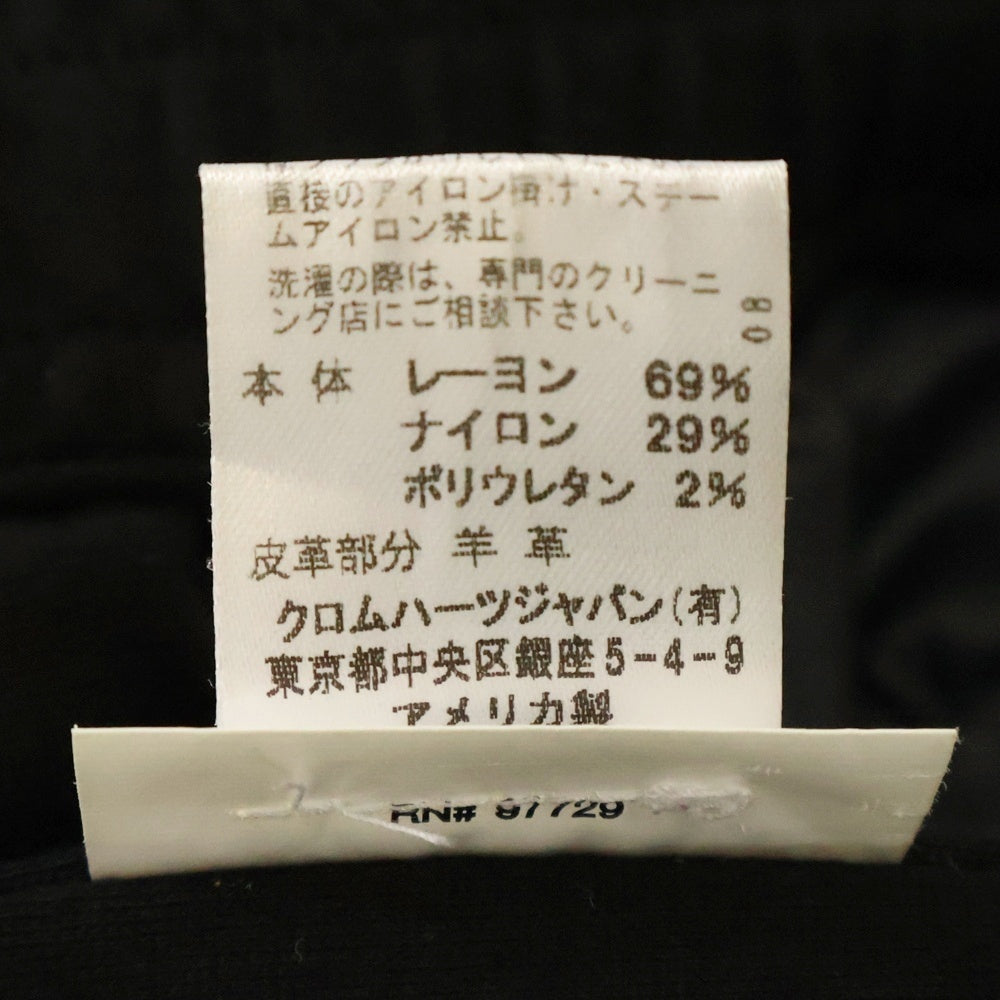 直接のアイロン掛け・スチー
ムアイロン禁止。
洗濯の際は、専門のクリーニ
ング店にご相談下さい。
08
本体 レーヨン 69%
ナイロン 29%
ポリウレタン 2%
皮革部分 羊革
クロムハーツジャパン(有)
東京都中央区銀座5-4-9
アメリカ製
RN# 97729